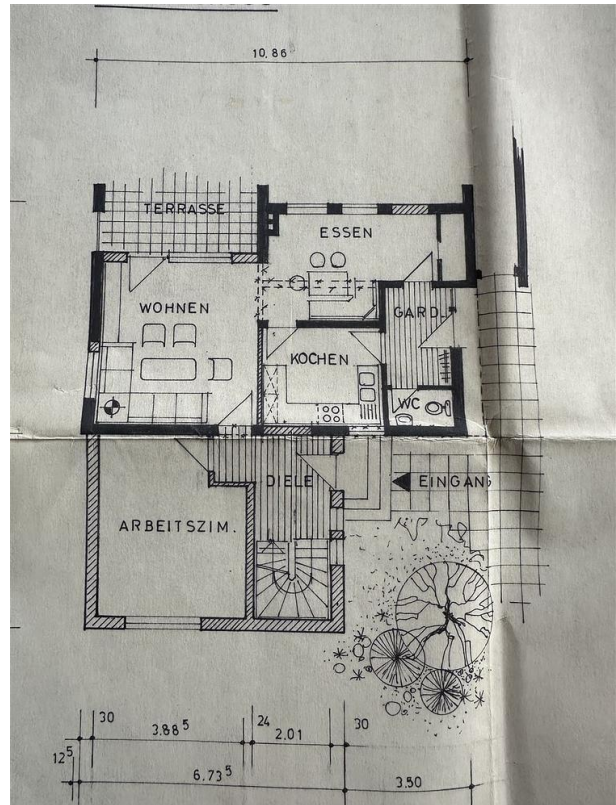 10,86
TERRASSE
ESSEN
WOHNEN
GARD.
KOCHEN
WC
DIELE
EINGANG
ARBEITSZIM.
30
3.88⁵
24
2.01
30
12⁵
6.73⁵
3.50